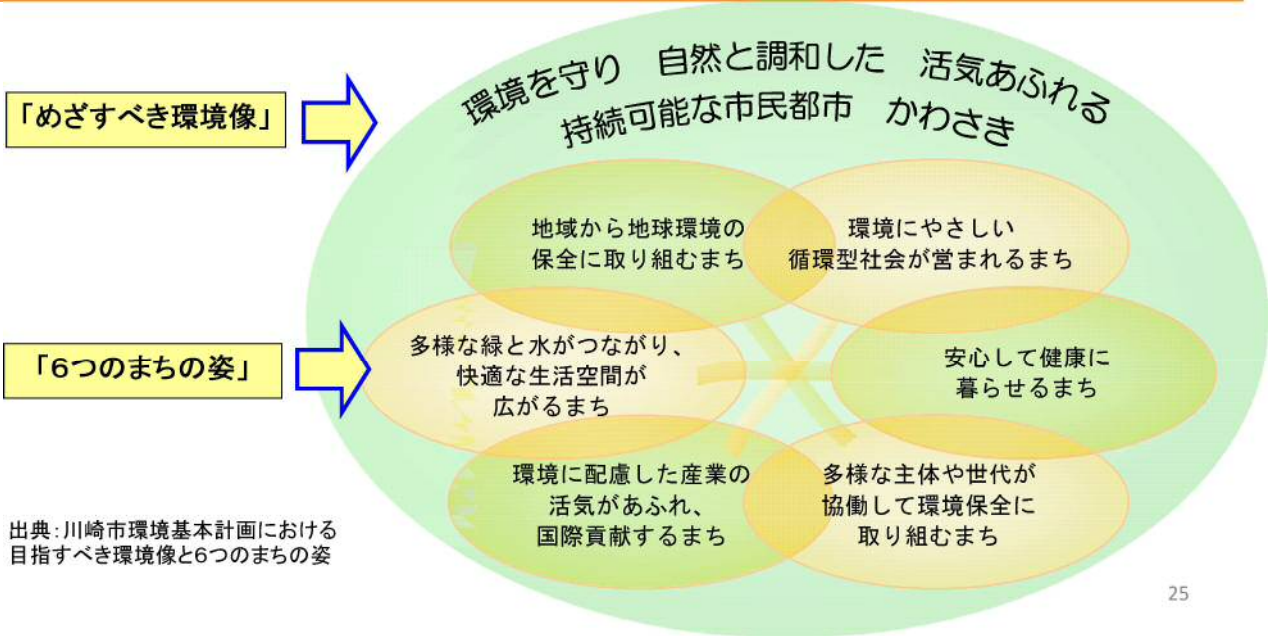 環境を守り　自然と調和した　活気あふれる
持続可能な市民都市　かわさき
「めざすべき環境像」
地域から地球環境の
保全に取り組むまち
環境にやさしい
循環型社会が営まれるまち
「6つのまちの姿」
多様な緑と水がつながり、
快適な生活空間が
広がるまち
安心して健康に
暮らせるまち
環境に配慮した産業の
活気があふれ、
国際貢献するまち
多様な主体や世代が
協働して環境保全に
取り組むまち
出典：川崎市環境基本計画における
目指すべき環境像と6つのまちの姿
25